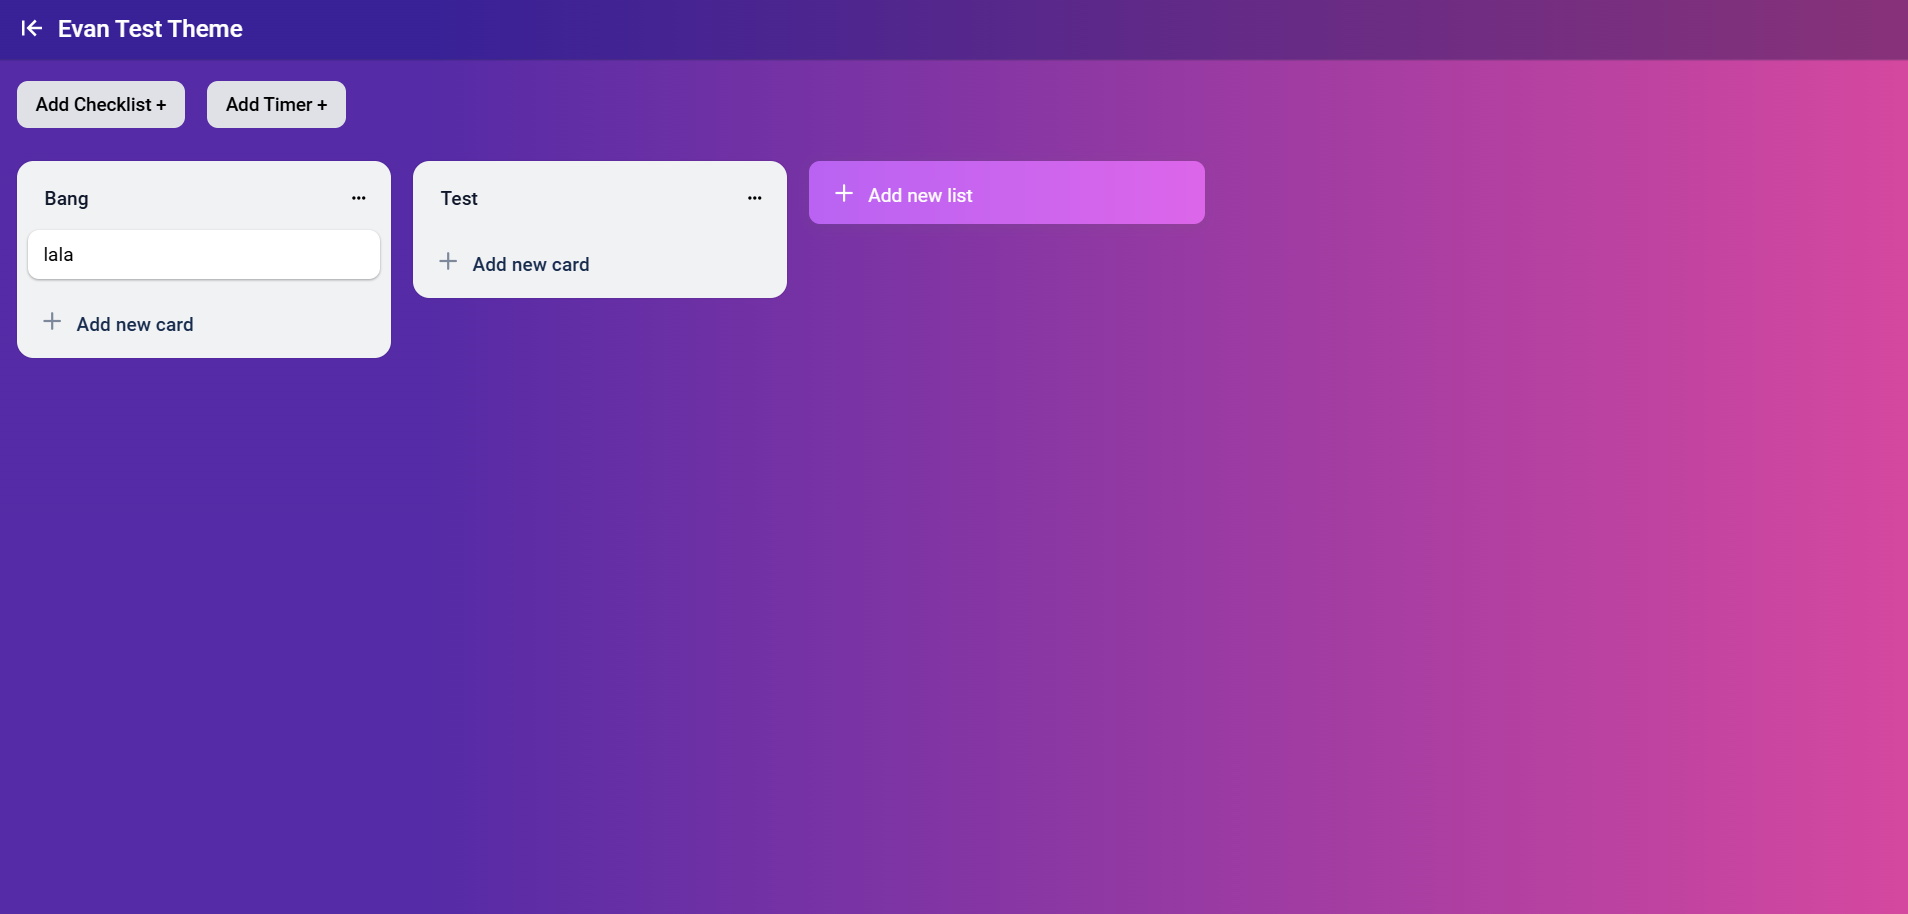 Evan Test Theme
Add Checklist +
Add Timer +
Bang
lala
Add new card
Test
Add new card
Add new list